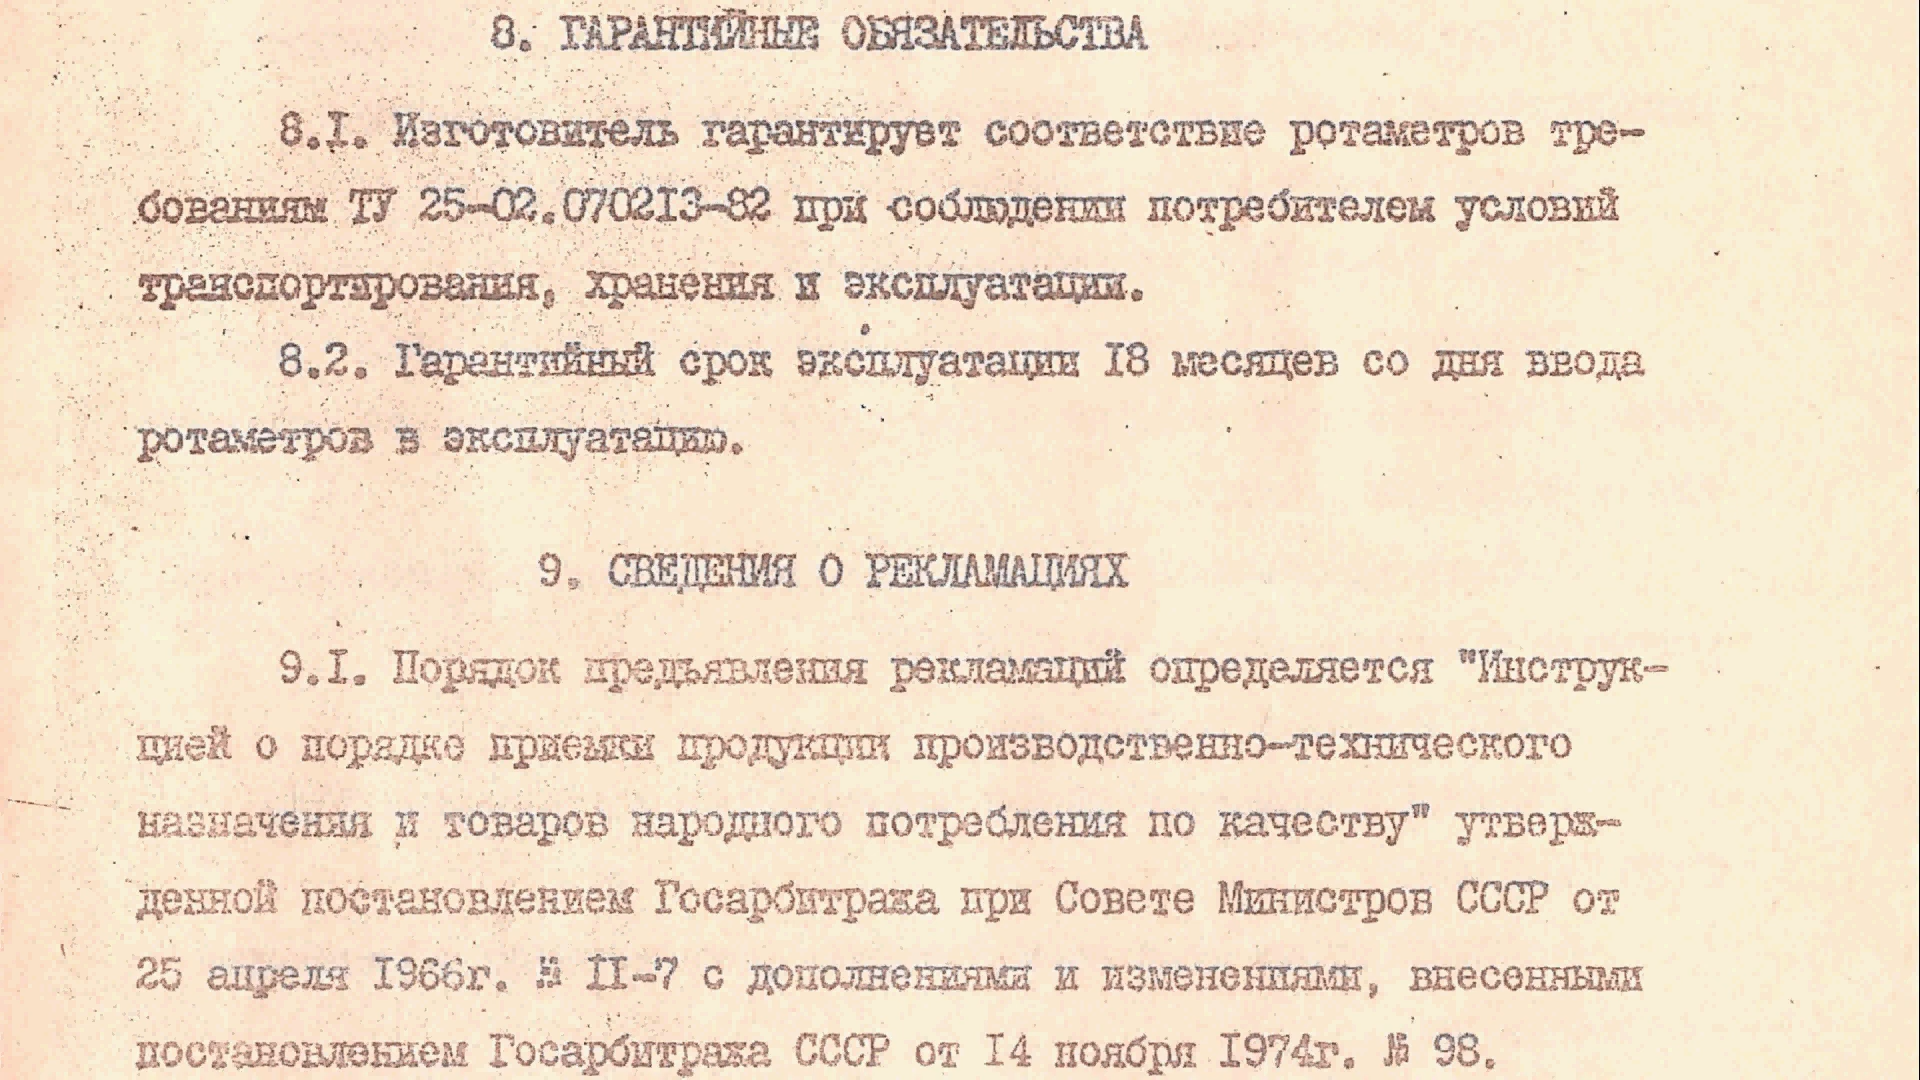 8. ГАРАНТИЙНЫЕ ОБЯЗАТЕЛЬСТВА
8.I. Изготовитель гарантирует соответствие ротаметров тре-
бованиям ТУ 25-02.070213-82 при соблюдении потребителем условий
транспортирования, хранения и эксплуатации.
8.2. Гарантийный срок эксплуатации I8 месяцев со дня ввода
ротаметров в эксплуатацию.
9. СВЕДЕНИЯ О РЕКЛАМАЦИЯХ
9.I. Порядок предъявления рекламаций определяется "Инструк-
цией о порядке приемки продукции производственно-технического
назначения и товаров народного потребления по качеству" утверж-
денной постановлением Госарбитража при Совете Министров СССР от
25 апреля I966г. № II-7 с дополнениями и изменениями, внесенными
постановлением Госарбитража СССР от I4 ноября I974г. № 98.